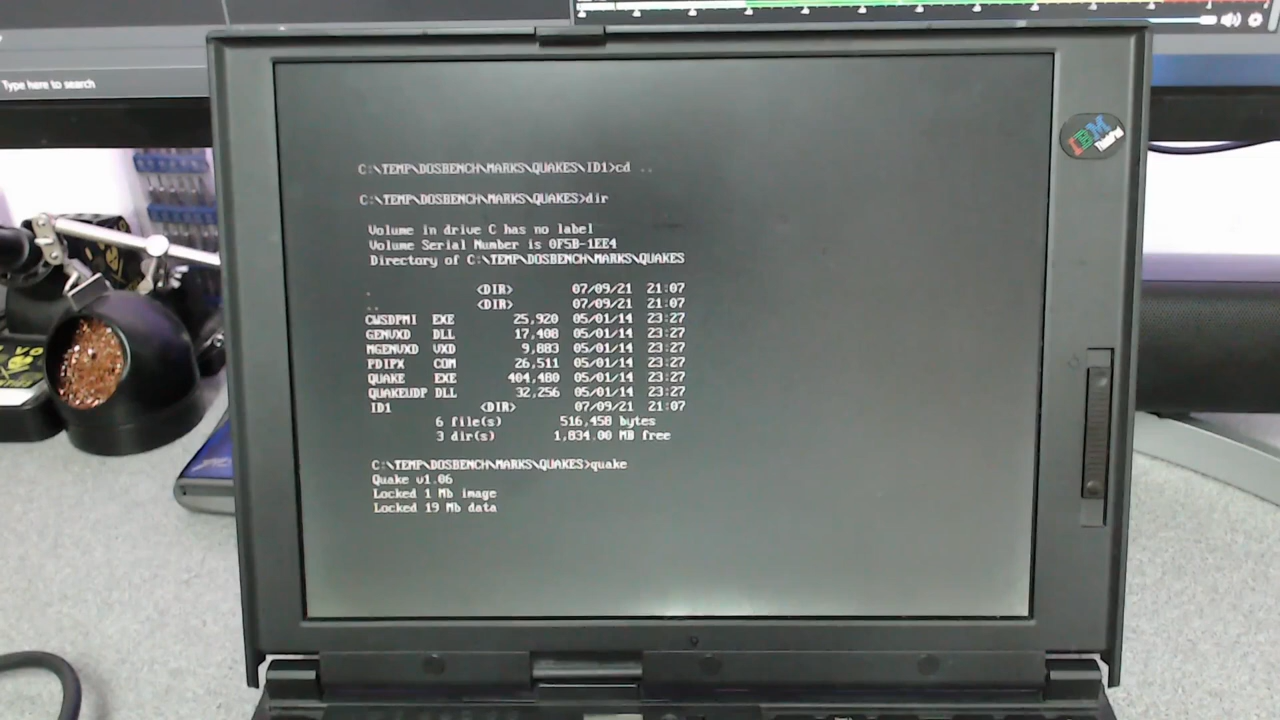 Type here to search
IBM
ThinkPad
C:\TEMP\DOSBENCH\MARKS\QUAKES\ID1>cd ..
C:\TEMP\DOSBENCH\MARKS\QUAKES>dir
Volume in drive C has no label
Volume Serial Number is 0F5B-1EE4
Directory of C:\TEMP\DOSBENCH\MARKS\QUAKES
. <DIR> 07/09/21 21:07
.. <DIR> 07/09/21 21:07
CWSDPMI EXE 25,920 05/01/14 23:27
GENVXD DLL 17,408 05/01/14 23:27
MGENVXD VXD 9,883 05/01/14 23:27
PDIPX COM 26,511 05/01/14 23:27
QUAKE EXE 404,480 05/01/14 23:27
QUAKEUDP DLL 32,256 05/01/14 23:27
ID1 <DIR> 07/09/21 21:07
6 file(s) 516,458 bytes
3 dir(s) 1,834.00 MB free
C:\TEMP\DOSBENCH\MARKS\QUAKES>quake
Quake v1.06
Locked 1 Mb image
Locked 19 Mb data